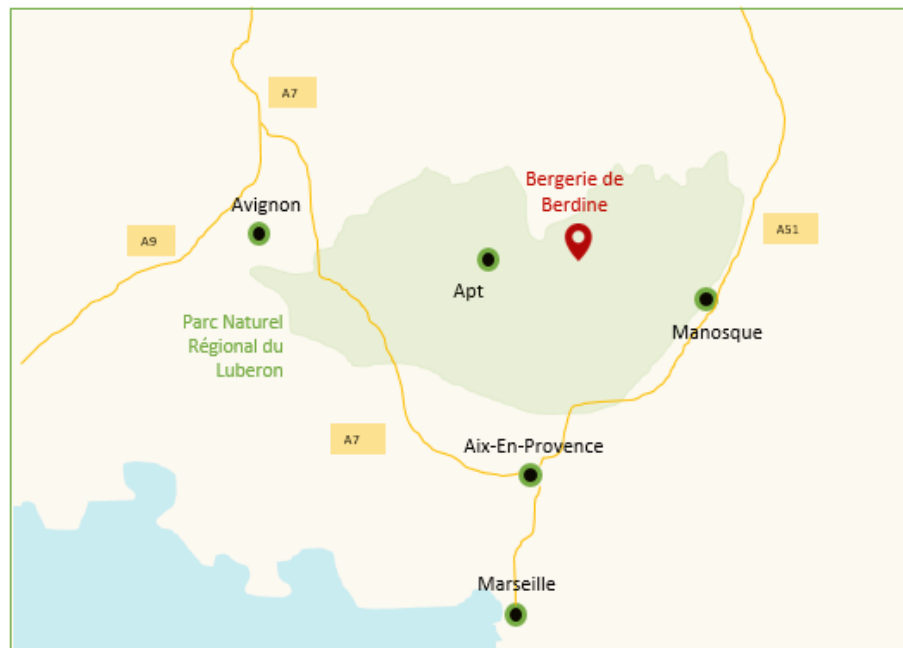 A7
Bergerie de
Berdine
Avignon
A9
A51
Apt
Manosque
Parc Naturel
Régional du
Luberon
A7
Aix-En-Provence
Marseille